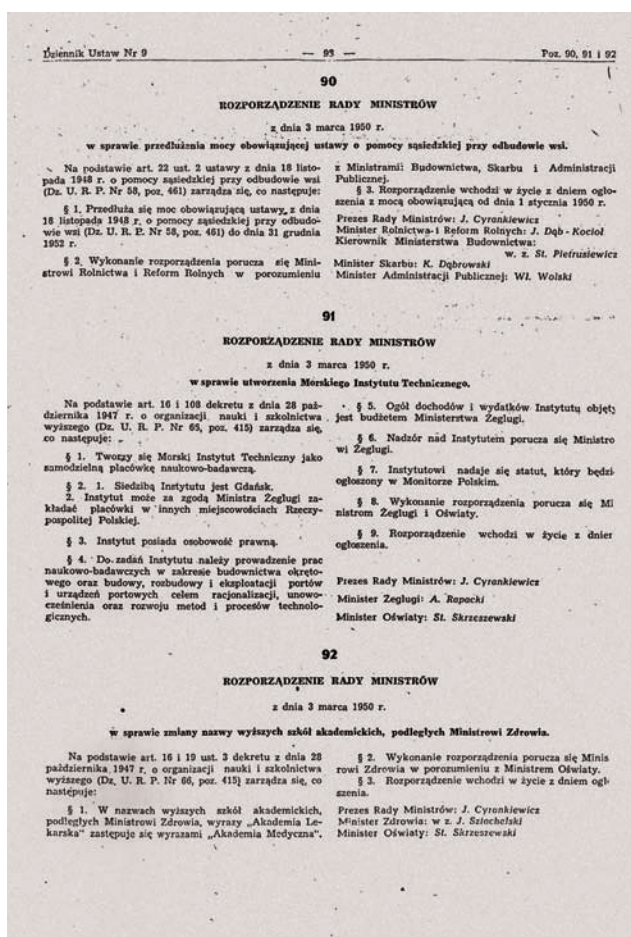 Dziennik Ustaw Nr 9 — 93 — Poz. 90, 91 i 92
90
ROZPORZĄDZENIE RADY MINISTRÓW
z dnia 3 marca 1950 r.
w sprawie przedłużenia mocy obowiązującej ustawy o pomocy sąsiedzkiej przy odbudowie wsi.
Na podstawie art. 22 ust. 2 ustawy z dnia 18 listo-
pada 1948 r. o pomocy sąsiedzkiej przy odbudowie wsi
(Dz. U. R. P. Nr 58, poz. 461) zarządza się, co następuje:
§ 1. Przedłuża się moc obowiązującą ustawy z dnia
18 listopada 1948 r. o pomocy sąsiedzkiej przy odbudo-
wie wsi (Dz. U. R. P. Nr 58, poz. 461) do dnia 31 grudnia
1952 r.
§ 2. Wykonanie rozporządzenia porucza się Mini-
strowi Rolnictwa i Reform Rolnych w porozumieniu
z Ministrami: Budownictwa, Skarbu i Administracji
Publicznej.
§ 3. Rozporządzenie wchodzi w życie z dniem ogło-
szenia z mocą obowiązującą od dnia 1 stycznia 1950 r.
Prezes Rady Ministrów: J. Cyrankiewicz
Minister Rolnictwa i Reform Rolnych: J. Dąb-Kocioł
Kierownik Ministerstwa Budownictwa:
w. z. St. Pietrusiewicz
Minister Skarbu: K. Dąbrowski
Minister Administracji Publicznej: Wł. Wolski
91
ROZPORZĄDZENIE RADY MINISTRÓW
z dnia 3 marca 1950 r.
w sprawie utworzenia Morskiego Instytutu Technicznego.
Na podstawie art. 16 i 108 dekretu z dnia 28 paź-
dziernika 1947 r. o organizacji nauki i szkolnictwa
wyższego (Dz. U. R. P. Nr 65, poz. 415) zarządza się,
co następuje:
§ 1. Tworzy się Morski Instytut Techniczny jako
samodzielną placówkę naukowo-badawczą.
§ 2. 1. Siedzibą Instytutu jest Gdańsk.
2. Instytut może za zgodą Ministra Żeglugi za-
kładać placówki w innych miejscowościach Rzeczy-
pospolitej Polskiej.
§ 3. Instytut posiada osobowość prawną.
§ 4. Do zadań Instytutu należy prowadzenie prac
naukowo-badawczych w zakresie budownictwa okręto-
wego oraz budowy, rozbudowy i eksploatacji portów
i urządzeń portowych celem racjonalizacji, unowo-
cześnienia oraz rozwoju metod i procesów technolo-
gicznych.
§ 5. Ogół dochodów i wydatków Instytutu objęty
jest budżetem Ministerstwa Żeglugi.
§ 6. Nadzór nad Instytutem porucza się Ministro
wi Żeglugi.
§ 7. Instytutowi nadaje się statut, który będzi
ogłoszony w Monitorze Polskim.
§ 8. Wykonanie rozporządzenia porucza się Mi
nistrom Żeglugi i Oświaty.
§ 9. Rozporządzenie wchodzi w życie z dnier
ogłoszenia.
Prezes Rady Ministrów: J. Cyrankiewicz
Minister Żeglugi: A. Rapacki
Minister Oświaty: St. Skrzeszewski
92
ROZPORZĄDZENIE RADY MINISTRÓW
z dnia 3 marca 1950 r.
w sprawie zmiany nazwy wyższych szkół akademickich, podległych Ministrowi Zdrowia.
Na podstawie art. 16 i 19 ust. 3 dekretu z dnia 28
października 1947 r. o organizacji nauki i szkolnictwa
wyższego (Dz. U. R. P. Nr 66, poz. 415) zarządza się, co
następuje:
§ 1. W nazwach wyższych szkół akademickich,
podległych Ministrowi Zdrowia, wyrazy „Akademia Le-
karska” zastępuje się wyrazami „Akademia Medyczna”.
§ 2. Wykonanie rozporządzenia porucza się Minis
rowi Zdrowia w porozumieniu z Ministrem Oświaty.
§ 3. Rozporządzenie wchodzi w życie z dniem ogł
szenia.
Prezes Rady Ministrów: J. Cyrankiewicz
Minister Zdrowia: w z. J. Sztachelski
Minister Oświaty: St. Skrzeszewski